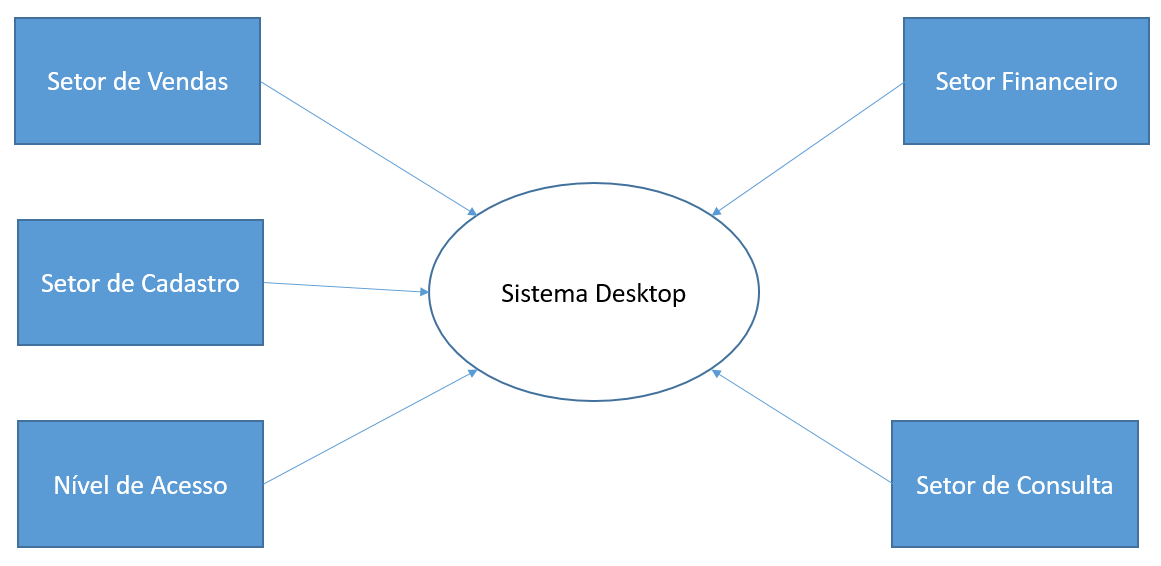 Setor de Vendas
Setor Financeiro
Setor de Cadastro
Sistema Desktop
Nível de Acesso
Setor de Consulta